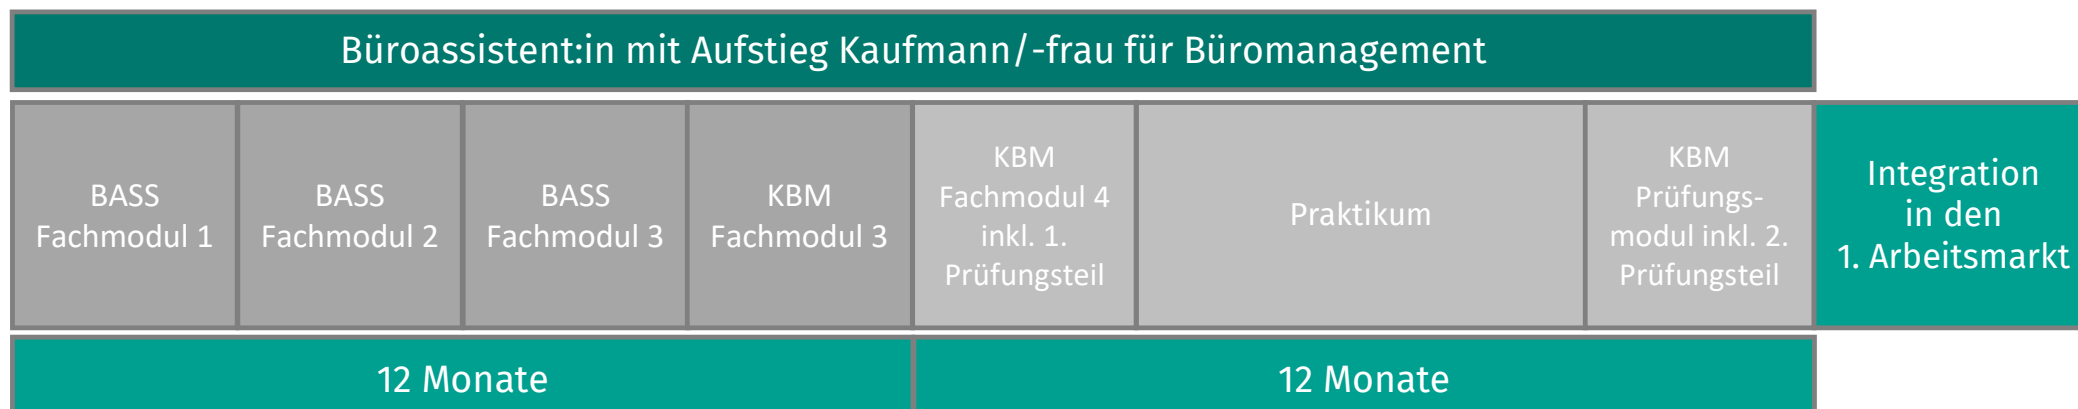 Büroassistent:in mit Aufstieg Kaufmann/-frau für Büromanagement
BASS
Fachmodul 1
BASS
Fachmodul 2
BASS
Fachmodul 3
KBM
Fachmodul 3
KBM
Fachmodul 4
inkl. 1.
Prüfungsteil
Praktikum
KBM
Prüfungs-
modul inkl. 2.
Prüfungsteil
Integration
in den
1. Arbeitsmarkt
12 Monate
12 Monate